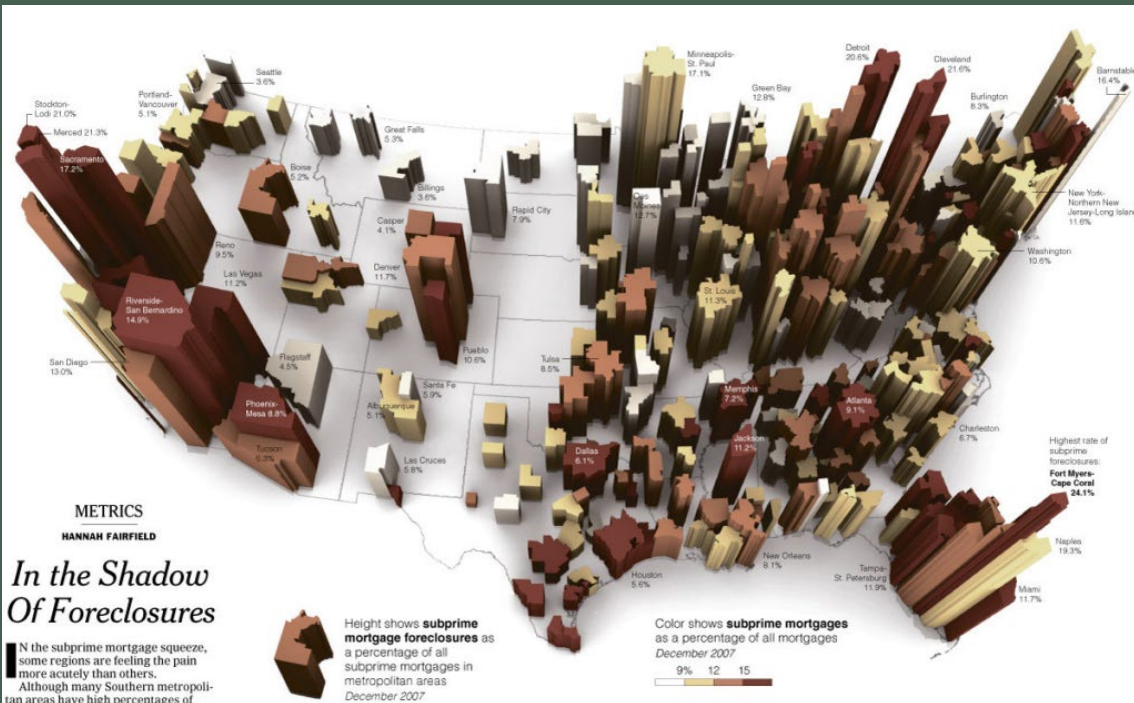 Seattle
3.6%
Portland-
Vancouver
5.1%
Stockton-
Lodi 21.0%
Merced 21.3%
Sacramento
17.2%
Great Falls
5.3%
Boise
5.2%
Billings
3.6%
Casper
4.1%
Rapid City
7.9%
Reno
9.5%
Las Vegas
11.2%
Denver
11.7%
Riverside-
San Bernardino
14.9%
San Diego
13.0%
Flagstaff
4.5%
Pueblo
10.6%
Santa Fe
5.9%
Albuquerque
5.1%
Phoenix-
Mesa 8.8%
Tucson
6.3%
Las Cruces
5.8%
Minneapolis-
St. Paul
17.1%
Green Bay
12.8%
Detroit
20.6%
Cleveland
21.6%
Burlington
8.3%
Barnstable
16.4%
Des
Moines
12.7%
New York-
Northern New
Jersey-Long Island
11.6%
Washington
10.6%
St. Louis
11.3%
Tulsa
8.5%
Memphis
7.2%
Atlanta
9.1%
Jackson
11.2%
Dallas
6.1%
Charleston
6.7%
Highest rate of
subprime
foreclosures:
Fort Myers-
Cape Coral
24.1%
Naples
19.3%
Miami
11.7%
Tampa-
St. Petersburg
11.9%
New Orleans
8.1%
Houston
5.6%
METRICS
HANNAH FAIRFIELD
In the Shadow
Of Foreclosures
IN the subprime mortgage squeeze,
some regions are feeling the pain
more acutely than others.
Although many Southern metropoli-
tan areas have high percentages of
Height shows subprime
mortgage foreclosures as
a percentage of all
subprime mortgages in
metropolitan areas
December 2007
Color shows subprime mortgages
as a percentage of all mortgages
December 2007
9% 12 15